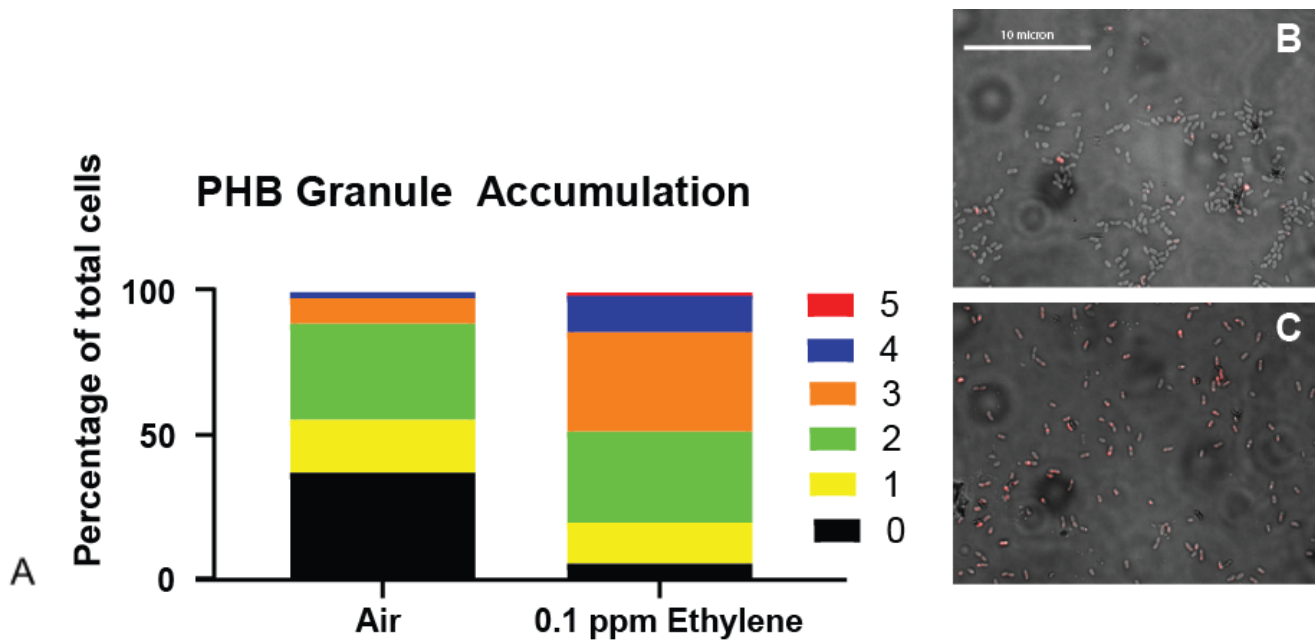 PHB Granule Accumulation
Percentage of total cells
100
50
0
Air
0.1 ppm Ethylene
5
4
3
2
1
0
A
10 micron
B
C